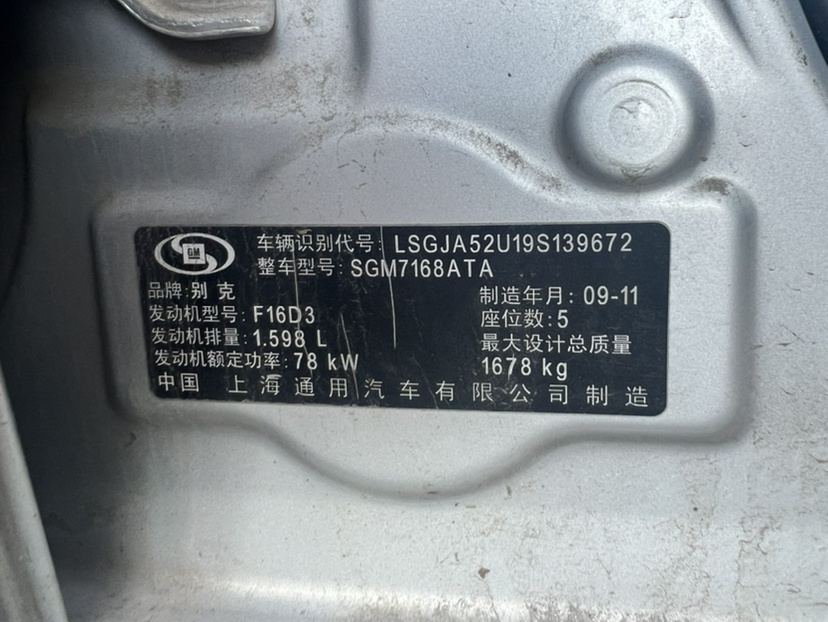 GM
车辆识别代号: LSGJA52U19S139672
整车型号: SGM7168ATA
品牌:别 克
制造年月: 09-11
发动机型号: F16D3
座位数: 5
发动机排量: 1.598 L
最大设计总质量
发动机额定功率: 78 kW
1678 kg
中国 上海通用汽车有限公司制造